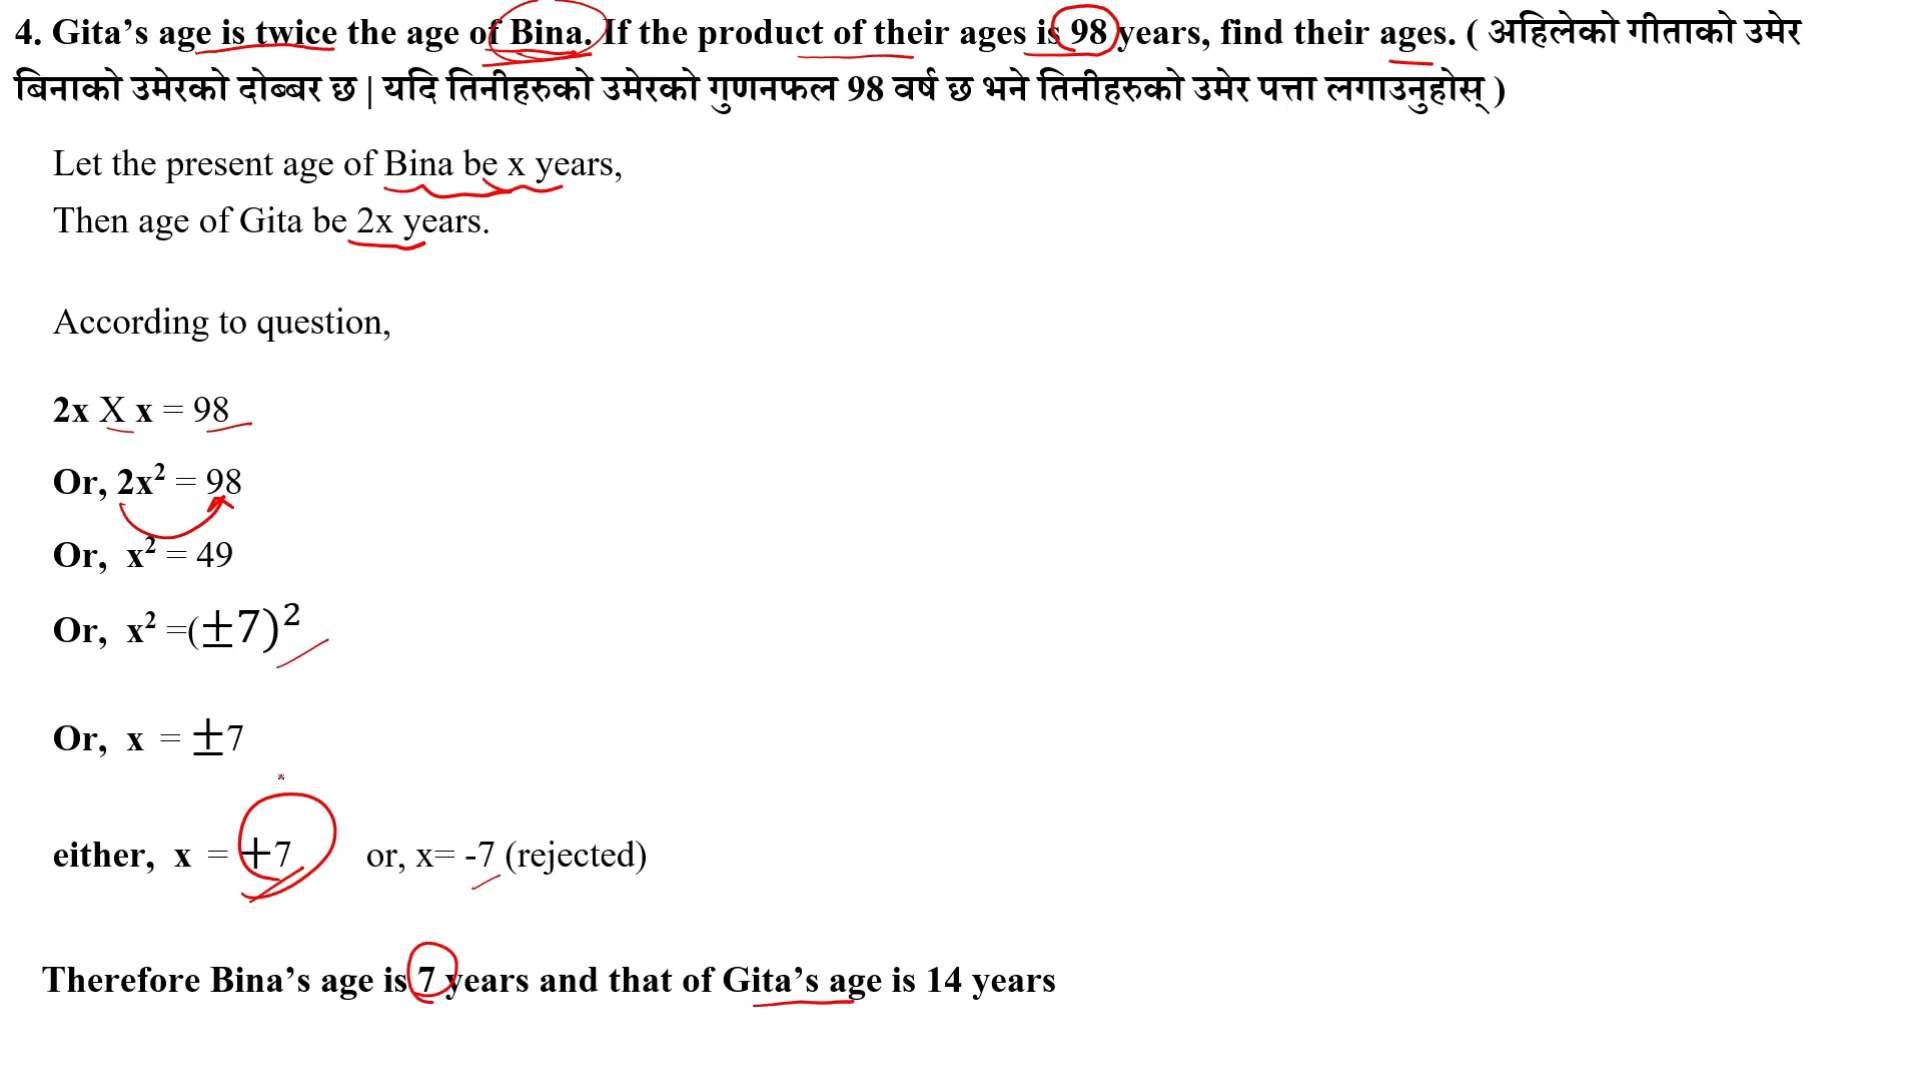 4. Gita’s age is twice the age of Bina. If the product of their ages is 98 years, find their ages. ( अहिलेको गीताको उमेर
बिनाको उमेरको दोब्बर छ | यदि तिनीहरुको उमेरको गुणनफल 98 वर्ष छ भने तिनीहरुको उमेर पत्ता लगाउनुहोस् )
Let the present age of Bina be x years,
Then age of Gita be 2x years.
According to question,
2x X x = 98
Or, 2x² = 98
Or, x² = 49
Or, x² =(±7)²
Or, x = ±7
either, x = +7 or, x= -7 (rejected)
Therefore Bina’s age is 7 years and that of Gita’s age is 14 years